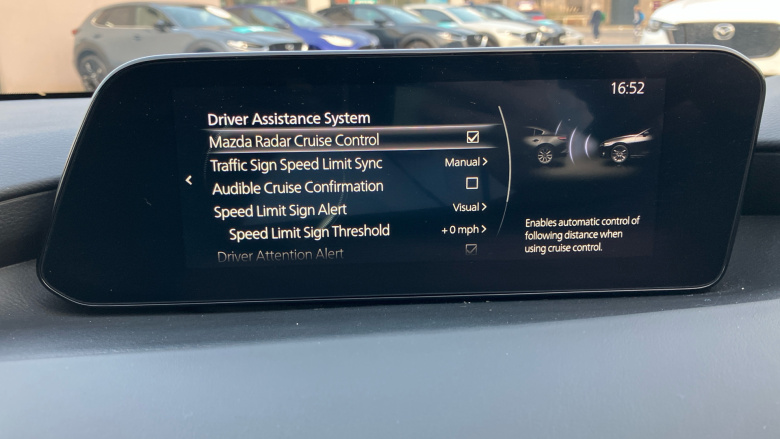 16:52
Driver Assistance System
Mazda Radar Cruise Control
Traffic Sign Speed Limit Sync Manual >
< Audible Cruise Confirmation
Speed Limit Sign Alert Visual >
Speed Limit Sign Threshold + 0 mph >
Driver Attention Alert
Enables automatic control of
following distance when
using cruise control.